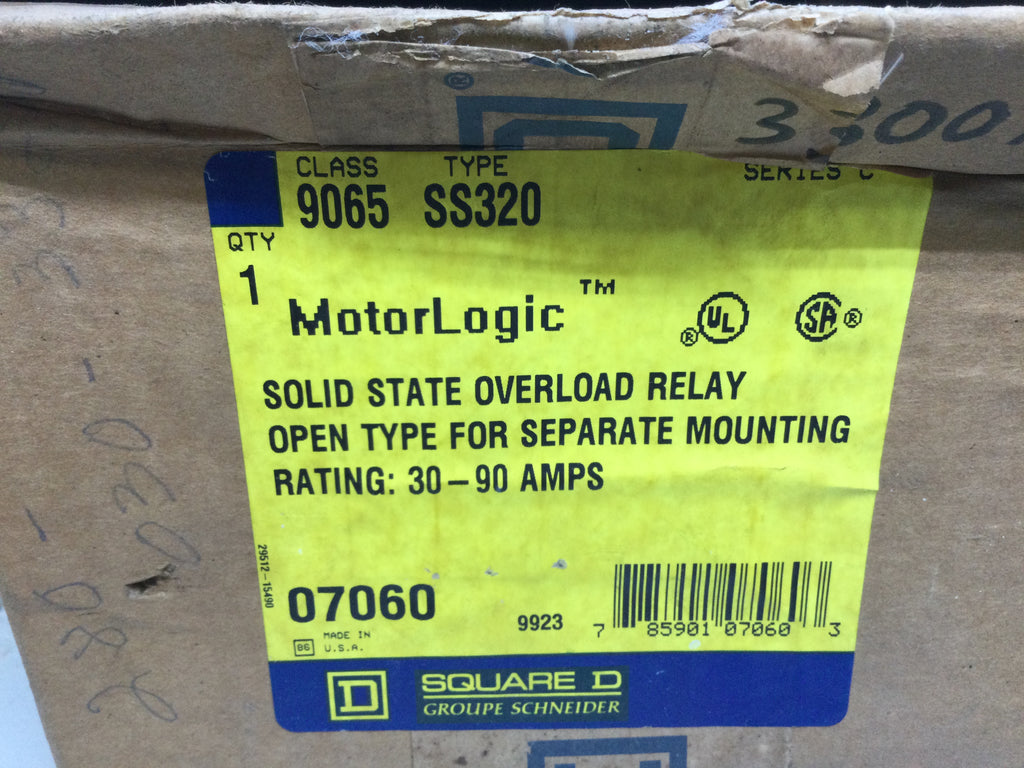 ®
CLASS TYPE SERIES C
9065 SS320
QTY
1
MotorLogic™
®UL SA®
SOLID STATE OVERLOAD RELAY
OPEN TYPE FOR SEPARATE MOUNTING
RATING: 30-90 AMPS
29512-15490
07060
9923
7 85901 07060 3
86 MADE IN
U.S.A.
D SQUARE D
GROUPE SCHNEIDER